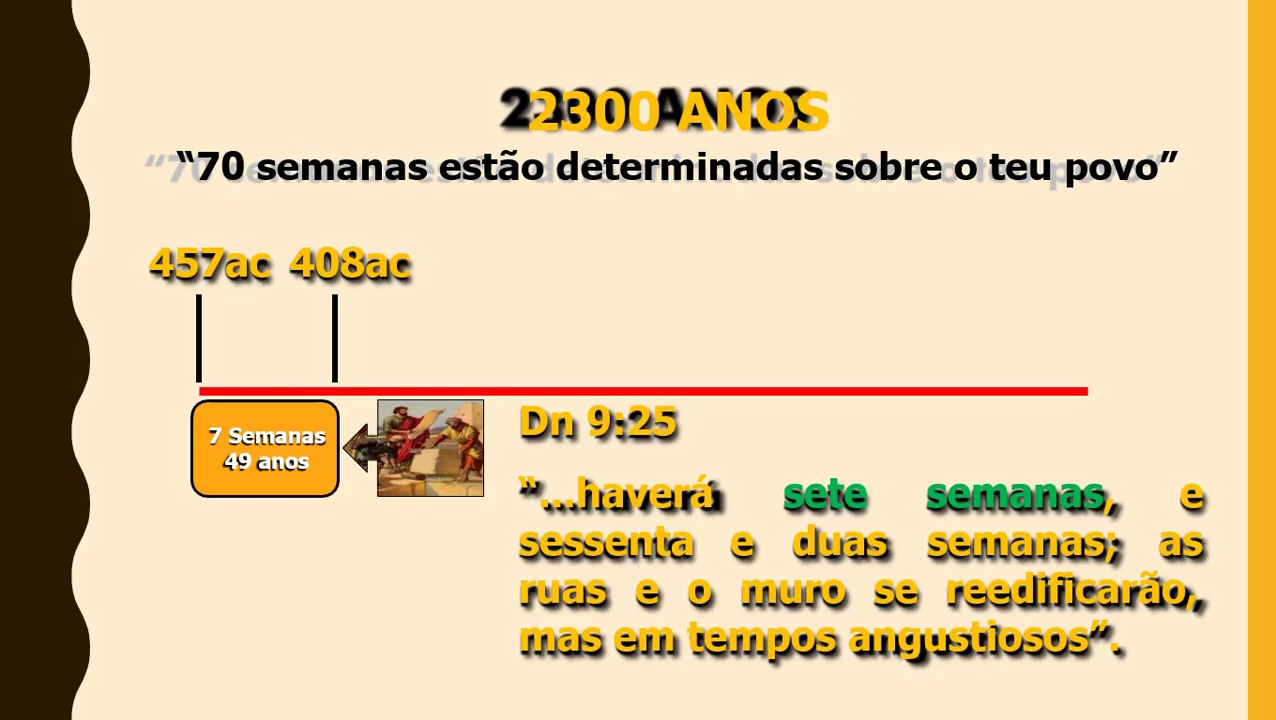 2300 ANOS
“70 semanas estão determinadas sobre o teu povo”
457ac 408ac
7 Semanas
49 anos
Dn 9:25
“...haverá sete semanas, e
sessenta e duas semanas; as
ruas e o muro se reedificarão,
mas em tempos angustiosos”.